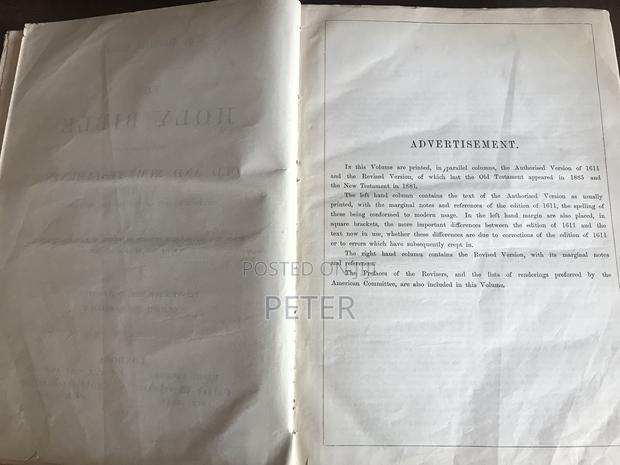 HOLY BIBLE
OLD AND NEW TESTAMENTS
LONDON
ADVERTISEMENT.
In this Volume are printed, in parallel columns, the Authorised Version of 1611
and the Revised Version, of which last the Old Testament appeared in 1885 and
the New Testament in 1881.
The left hand column contains the text of the Authorised Version as usually
printed, with the marginal notes and references of the edition of 1611, the spelling of
these being conformed to modern usage. In the left hand margin are also placed, in
square brackets, the more important differences between the edition of 1611 and the
text now in use, whether these differences are due to corrections of the edition of 1611
or to errors which have subsequently crept in.
The right hand column contains the Revised Version, with its marginal notes
and references.
The Prefaces of the Revisers, and the lists of renderings preferred by the
American Committee, are also included in this Volume.
POSTED ON
PETER